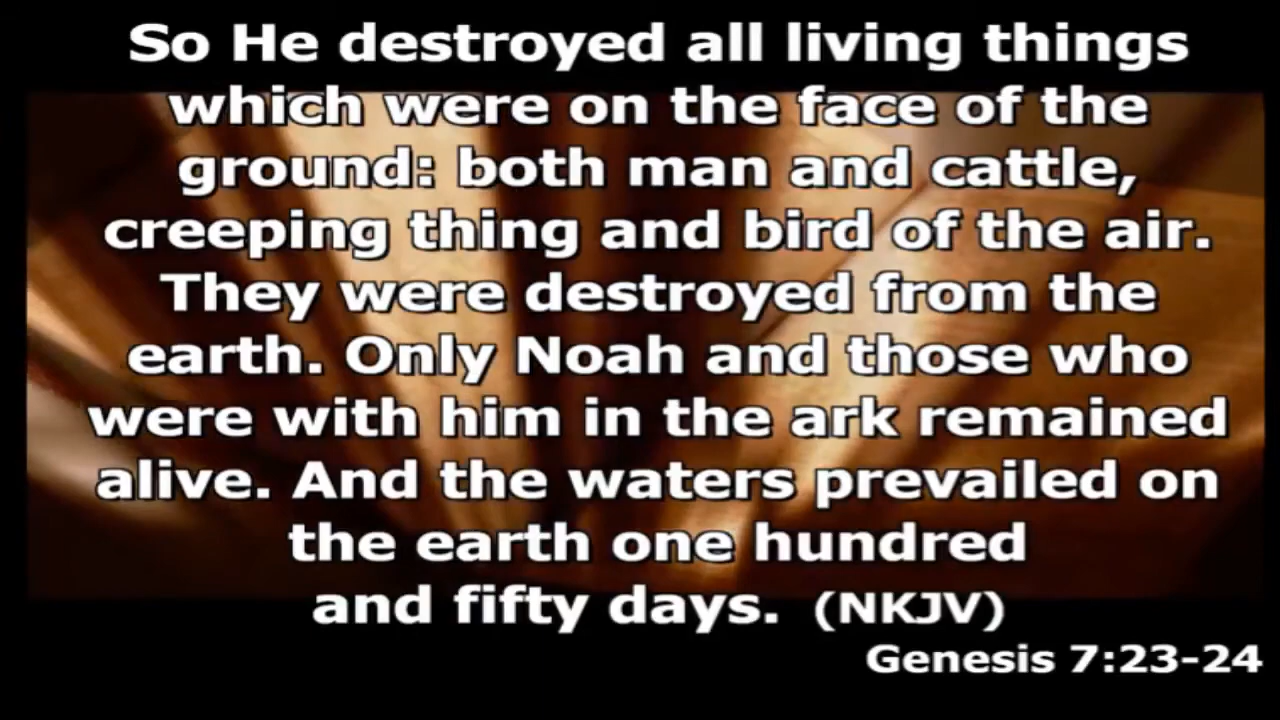 So He destroyed all living things
which were on the face of the
ground: both man and cattle,
creeping thing and bird of the air.
They were destroyed from the
earth. Only Noah and those who
were with him in the ark remained
alive. And the waters prevailed on
the earth one hundred
and fifty days. (NKJV)
Genesis 7:23-24